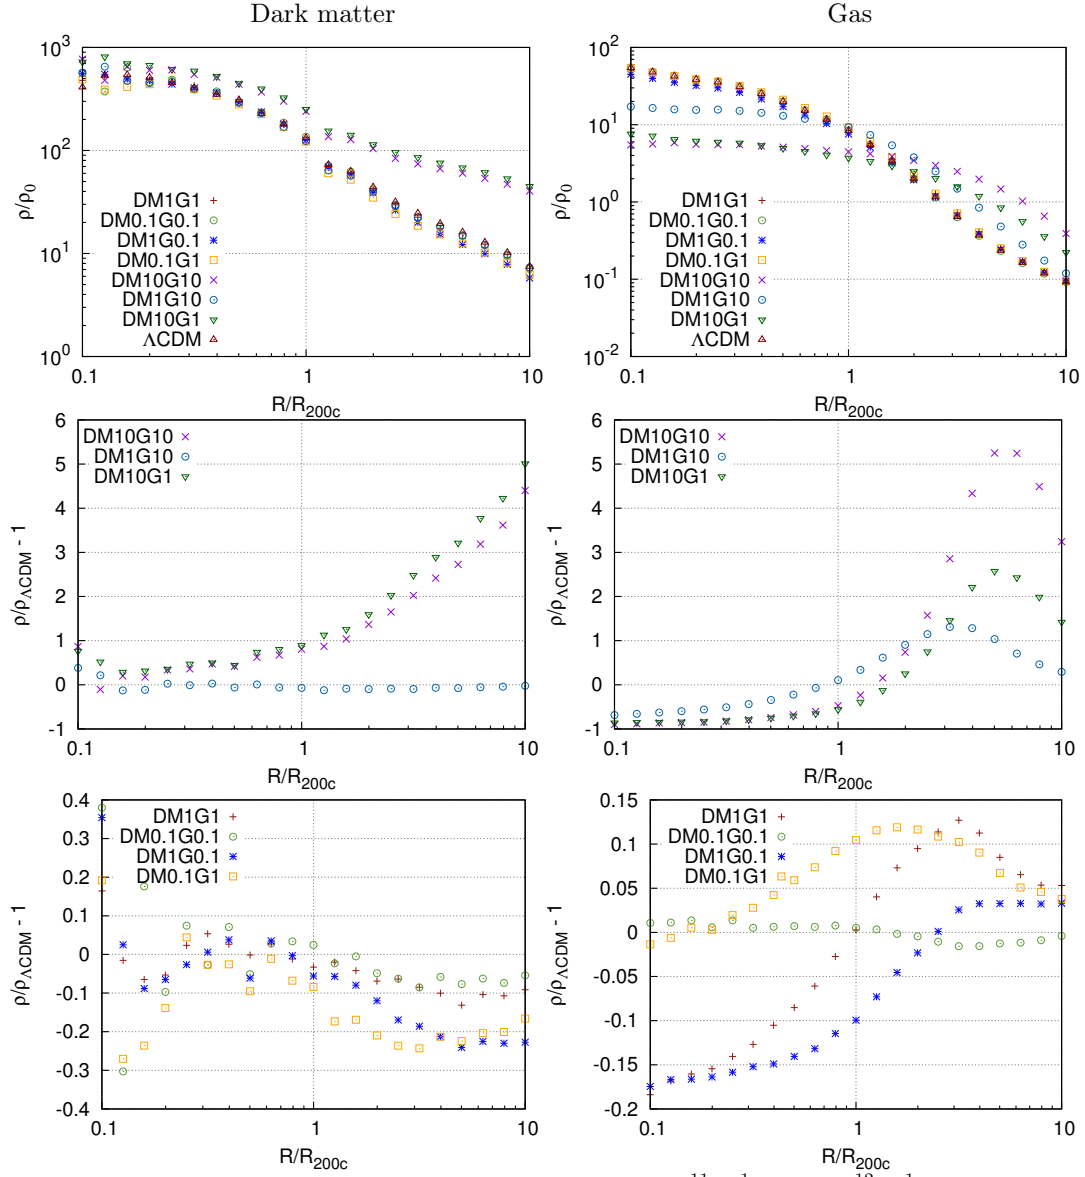 Dark matter
Gas
ρ/ρ0
10^3
10^2
10^1
10^0
DM1G1
DM0.1G0.1
DM1G0.1
DM0.1G1
DM10G10
DM1G10
DM10G1
ΛCDM
0.1 1 10
R/R200c
ρ/ρ0
10^2
10^1
10^0
10^-1
10^-2
DM1G1
DM0.1G0.1
DM1G0.1
DM0.1G1
DM10G10
DM1G10
DM10G1
ΛCDM
0.1 1 10
R/R200c
ρ/ρΛCDM - 1
6
5
4
3
2
1
0
-1
DM10G10
DM1G10
DM10G1
0.1 1 10
R/R200c
ρ/ρΛCDM - 1
6
5
4
3
2
1
0
-1
DM10G10
DM1G10
DM10G1
0.1 1 10
R/R200c
ρ/ρΛCDM - 1
0.4
0.3
0.2
0.1
0
-0.1
-0.2
-0.3
-0.4
DM1G1
DM0.1G0.1
DM1G0.1
DM0.1G1
0.1 1 10
R/R200c
ρ/ρΛCDM - 1
0.15
0.1
0.05
0
-0.05
-0.1
-0.15
-0.2
DM1G1
DM0.1G0.1
DM1G0.1
DM0.1G1
0.1 1 10
R/R200c